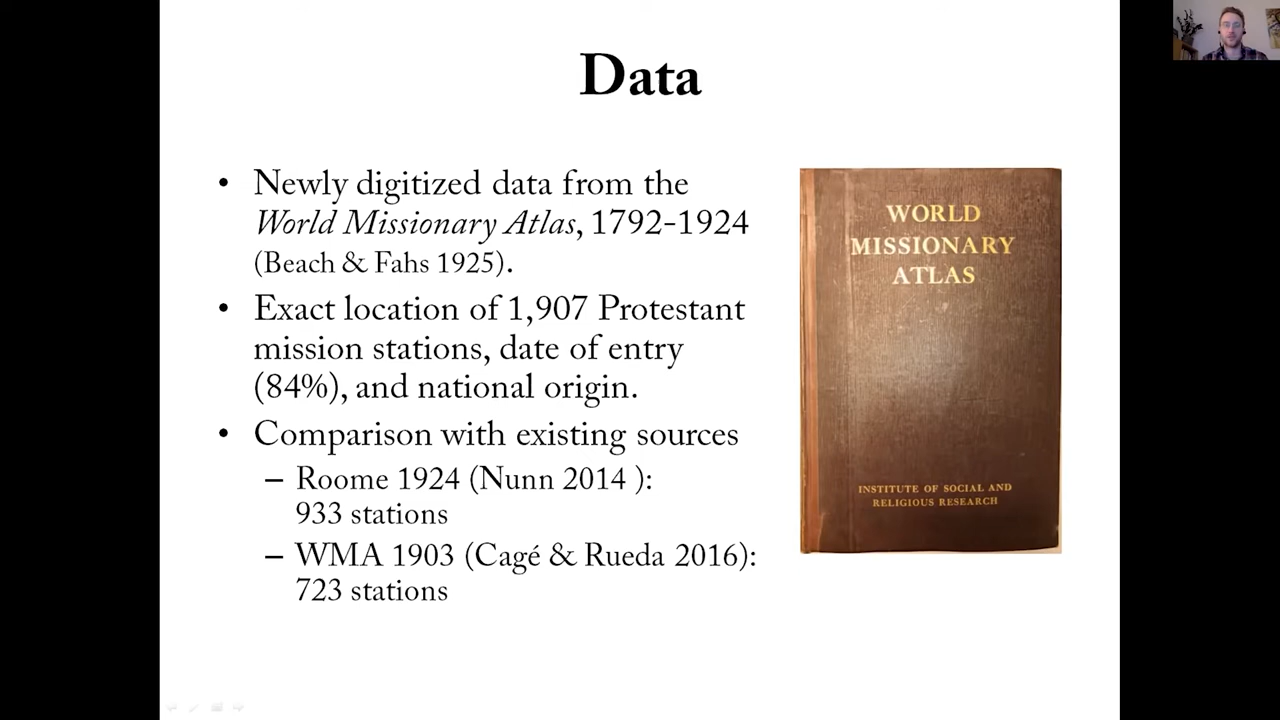 Data
• Newly digitized data from the
World Missionary Atlas, 1792-1924
(Beach & Fahs 1925).
• Exact location of 1,907 Protestant
mission stations, date of entry
(84%), and national origin.
• Comparison with existing sources
– Roome 1924 (Nunn 2014 ):
933 stations
– WMA 1903 (Cagé & Rueda 2016):
723 stations
WORLD
MISSIONARY
ATLAS
INSTITUTE OF SOCIAL AND
RELIGIOUS RESEARCH